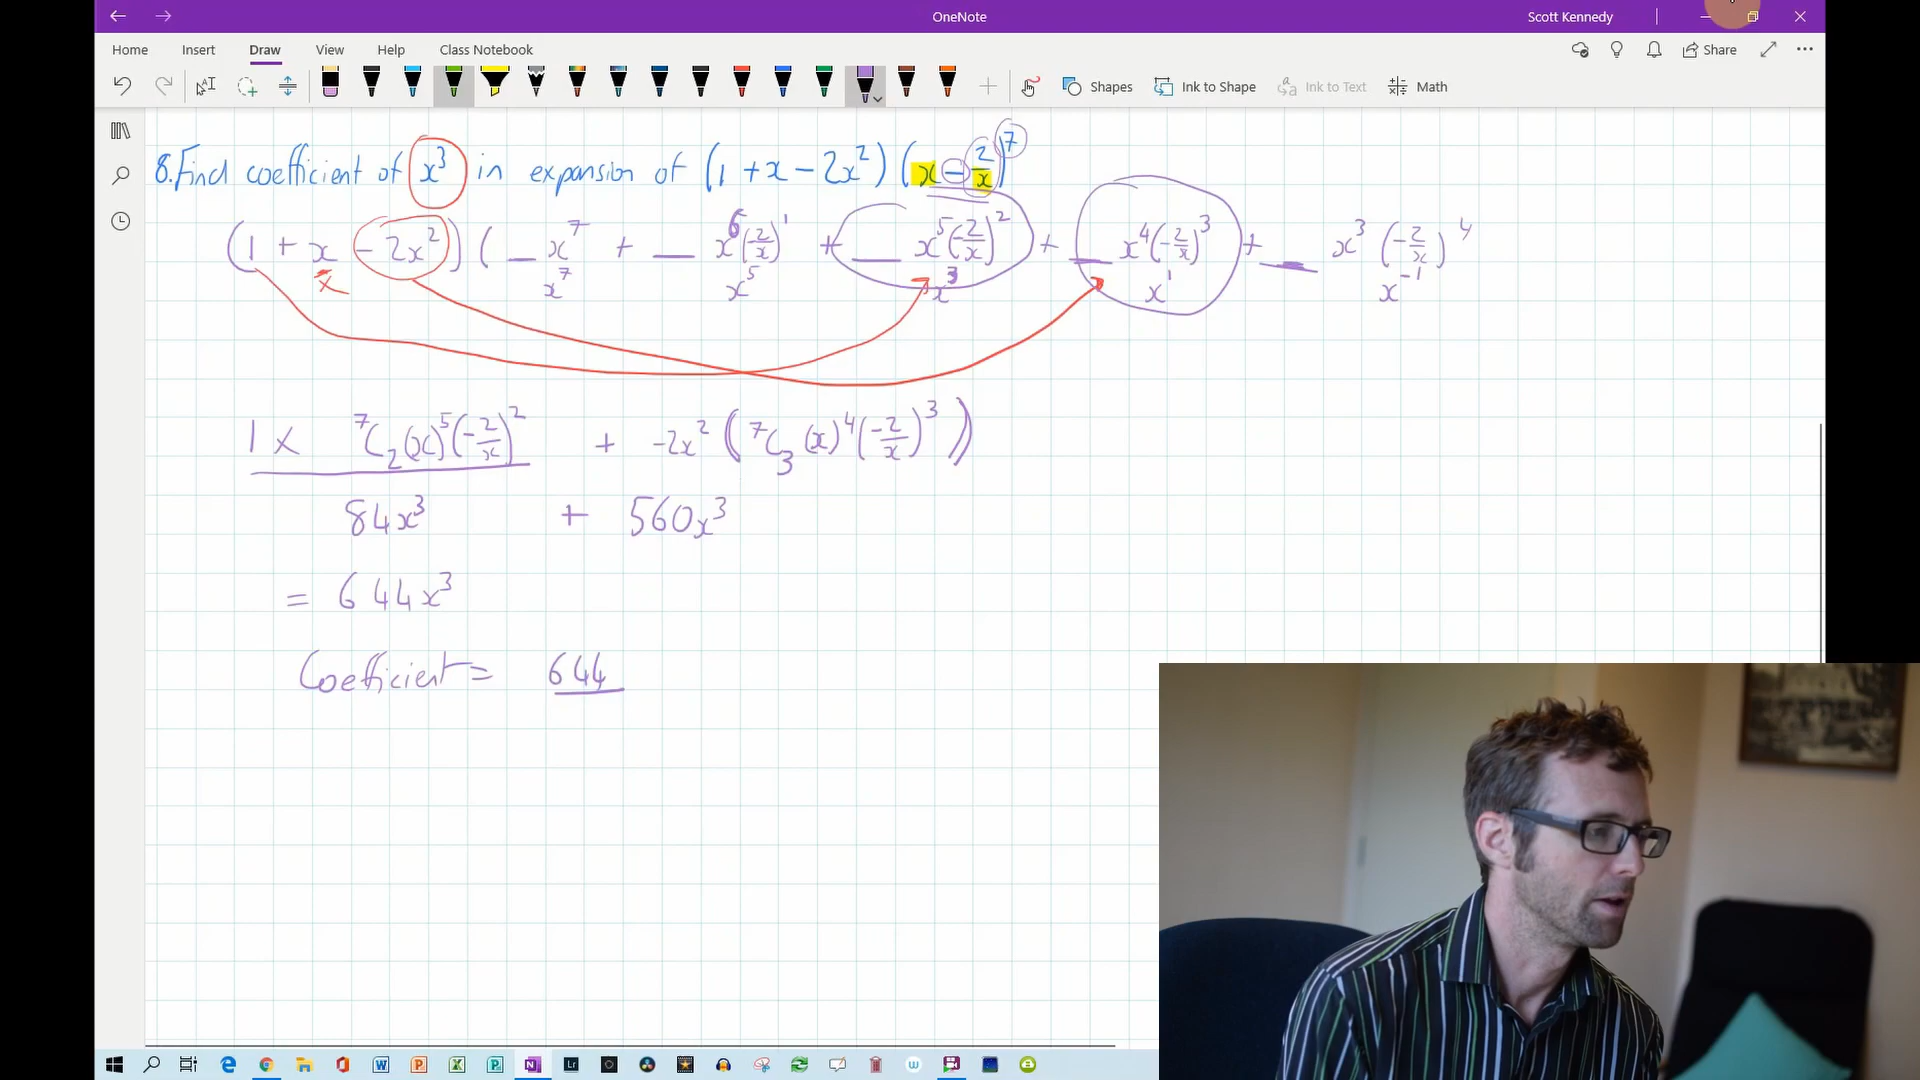 OneNote
Scott Kennedy
Home Insert Draw View Help Class Notebook
Share
Shapes Ink to Shape Ink to Text Math
8. Find coefficient of x³ in expansion of (1 + x − 2x²) (x − 2/x)⁷
(1 + x − 2x²) ( _ x⁷ + _ x⁶(2/x)¹ + _ x⁵(-2/x)² + _ x⁴(-2/x)³ + _ x³ (-2/x)⁴
x⁷ x⁵ x³ x¹ x⁻¹
1 × ⁷C₂(x)⁵(-2/x)² + -2x² (⁷C₃(x)⁴(-2/x)³)
84x³ + 560x³
= 644x³
Coefficient = 644